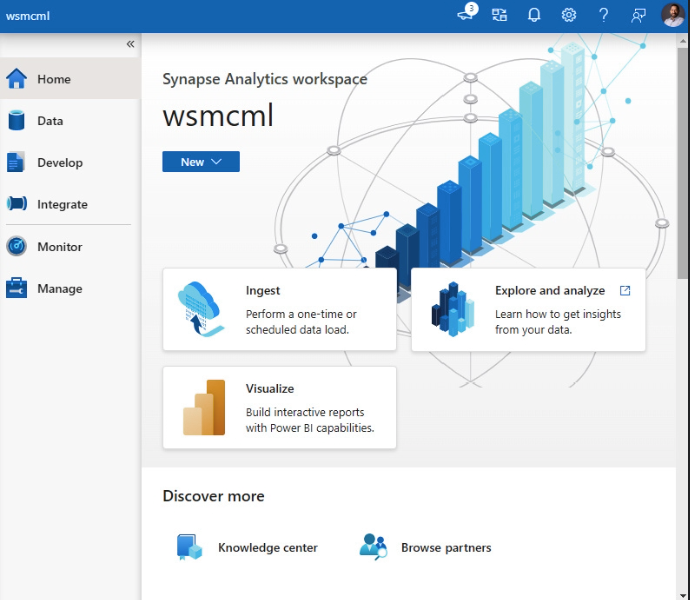 wsmcml
3
«
Home
Data
Develop
Integrate
Monitor
Manage
Synapse Analytics workspace
wsmcml
New
Ingest
Perform a one-time or
scheduled data load.
Explore and analyze
Learn how to get insights
from your data.
Visualize
Build interactive reports
with Power BI capabilities.
Discover more
Knowledge center
Browse partners